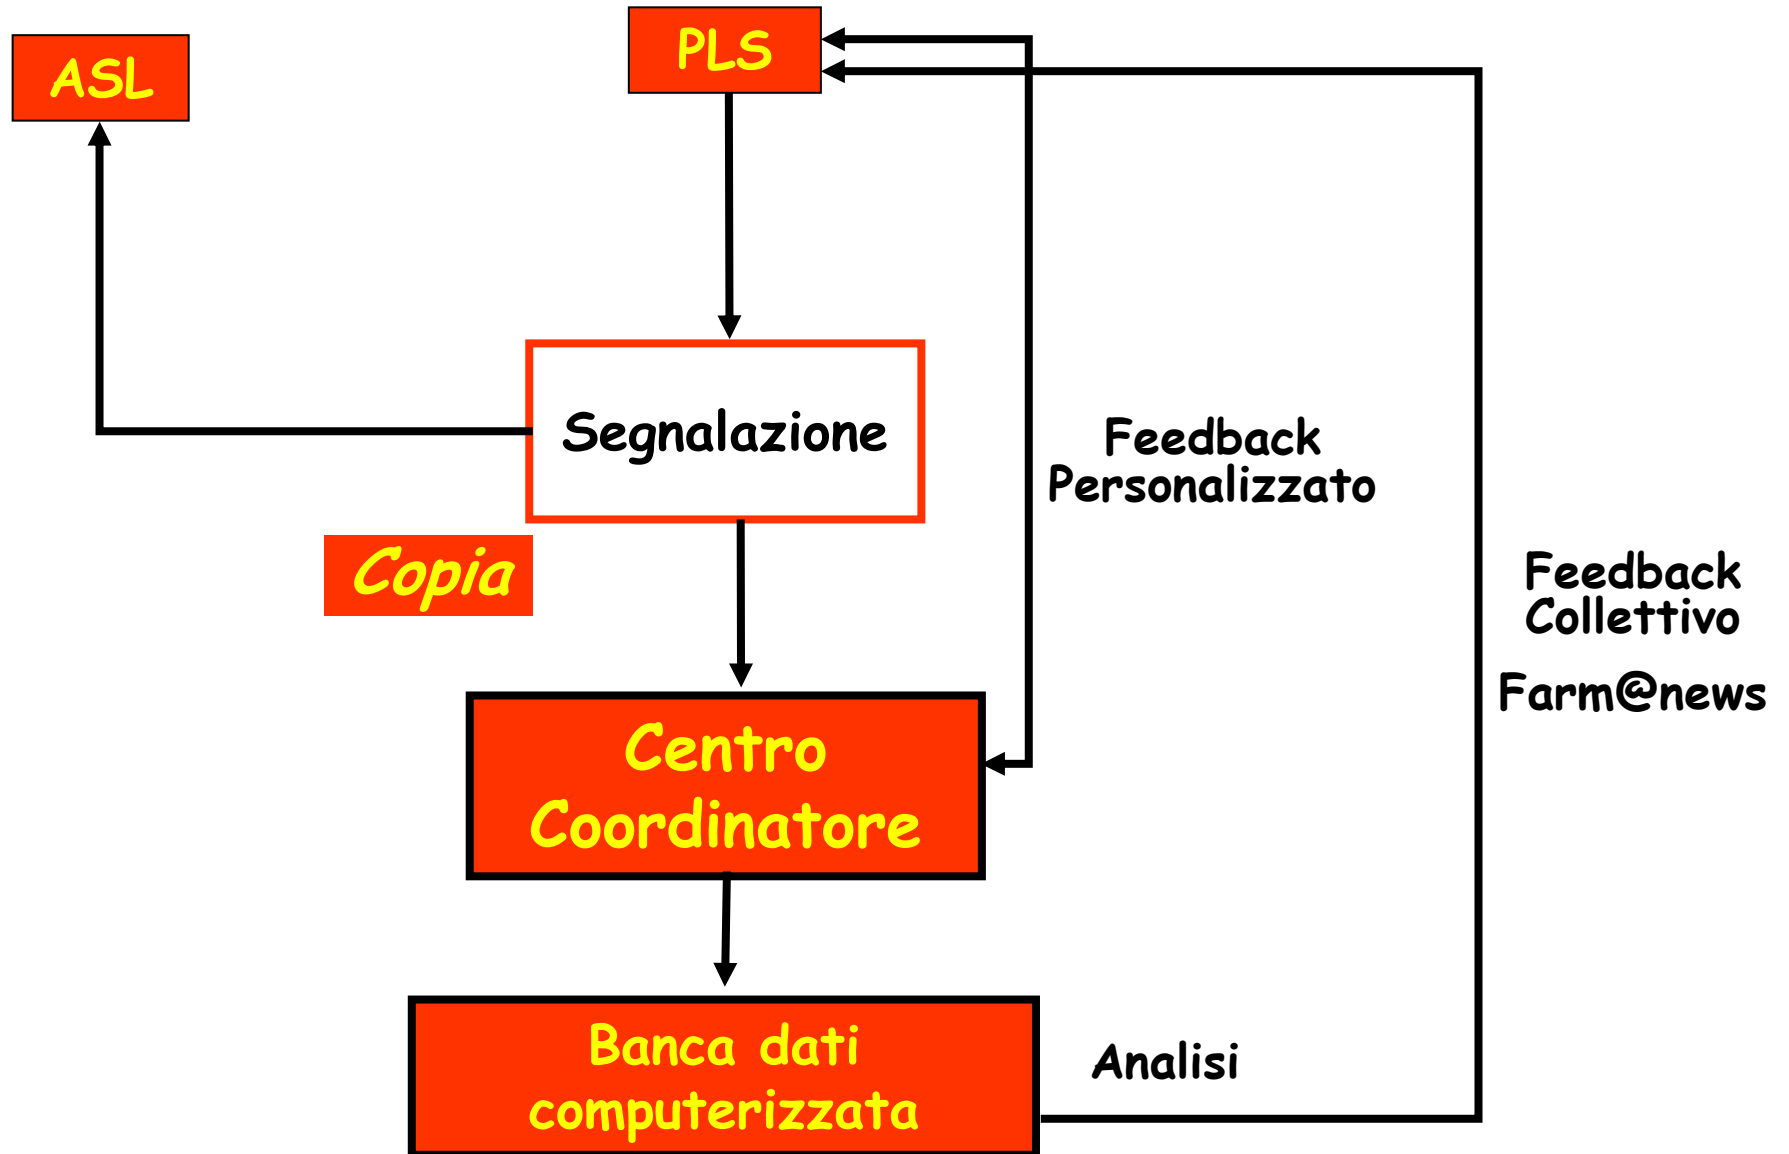 PLS
ASL
Segnalazione
Feedback
Personalizzato
Copia
Feedback
Collettivo
Farm@news
Centro
Coordinatore
Banca dati
computerizzata
Analisi